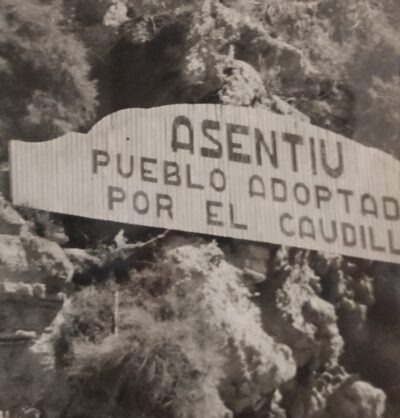 ASENTIU
PUEBLO ADOPTAD
POR EL CAUDILL